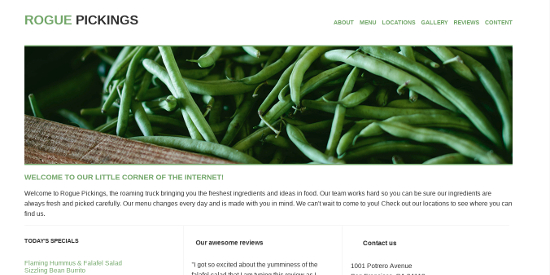 ROGUE PICKINGS
ABOUT MENU LOCATIONS GALLERY REVIEWS CONTENT
WELCOME TO OUR LITTLE CORNER OF THE INTERNET!
Welcome to Rogue Pickings, the roaming truck bringing you the freshest ingredients and ideas in food. Our team works hard so you can be sure our ingredients are
always fresh and picked carefully. Our menu changes every day and is made with you in mind. We can't wait to come to you! Check out our locations to see where you can
find us.
TODAY'S SPECIALS
Flaming Hummus & Falafel Salad
Sizzling Bean Burrito
Our awesome reviews
"I got so excited about the yumminess of the
falafel salad that I am typing this review as I
Contact us
1001 Potrero Avenue